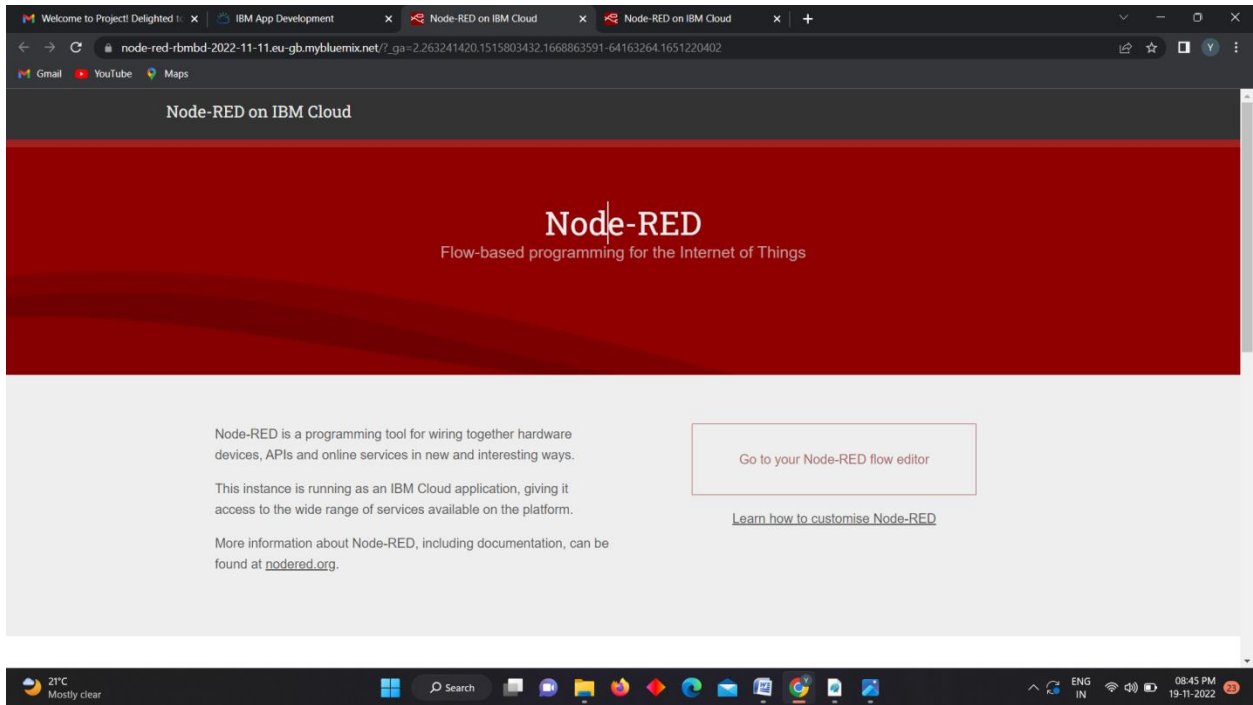 Welcome to Project! Delighted to
IBM App Development
Node-RED on IBM Cloud
Node-RED on IBM Cloud
node-red-rbmbd-2022-11-11.eu-gb.mybluemix.net/?_ga=2.263241420.1515803432.1668863591-64163264.1651220402
Y
Gmail YouTube Maps
Node-RED on IBM Cloud
Node-RED
Flow-based programming for the Internet of Things
Node-RED is a programming tool for wiring together hardware
devices, APIs and online services in new and interesting ways.
This instance is running as an IBM Cloud application, giving it
access to the wide range of services available on the platform.
More information about Node-RED, including documentation, can be
found at nodered.org.
Go to your Node-RED flow editor
Learn how to customise Node-RED
21°C
Mostly clear
Search
ENG
IN
08:45 PM
19-11-2022
23